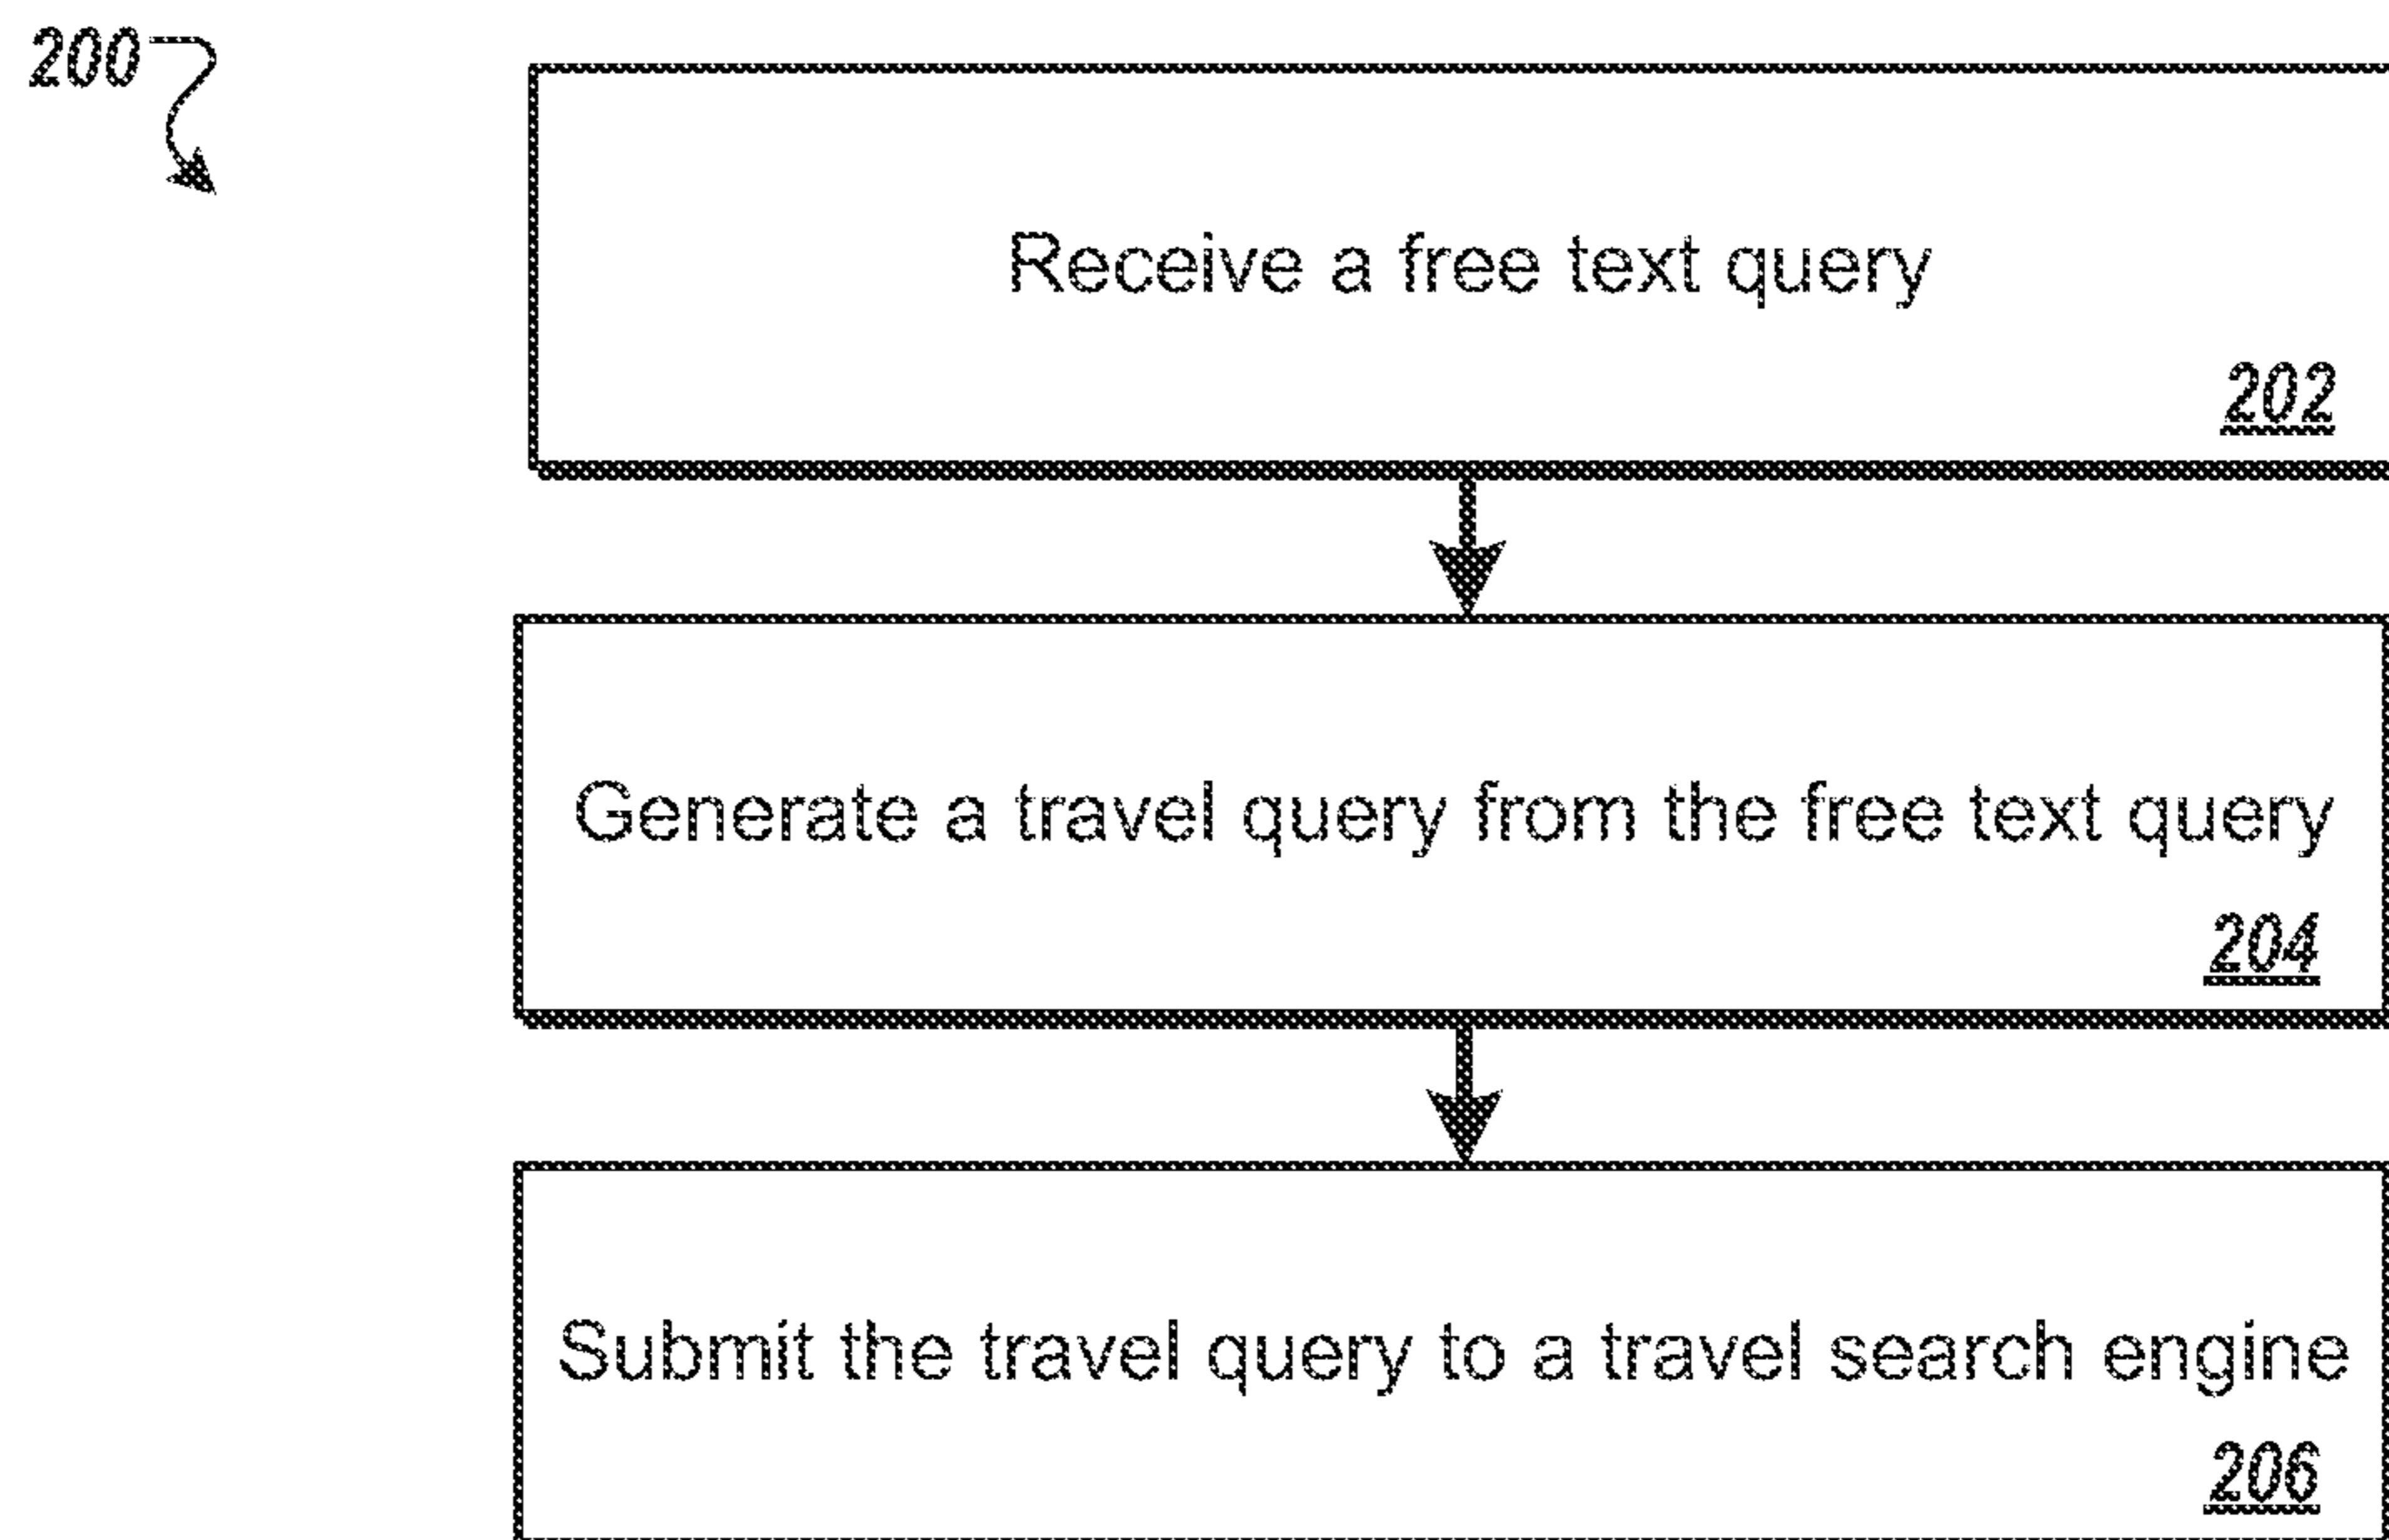 200
Receive a free text query
202
Generate a travel query from the free text query
204
Submit the travel query to a travel search engine
206